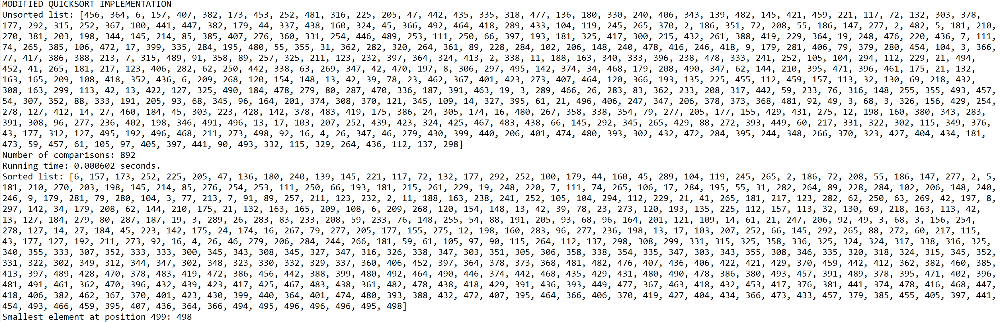 MODIFIED QUICKSORT IMPLEMENTATION
Unsorted list: [456, 364, 6, 157, 407, 382, 173, 453, 252, 481, 316, 225, 205, 47, 442, 435, 335, 318, 477, 136, 180, 330, 240, 406, 343, 139, 482, 145, 421, 459, 221, 117, 72, 132, 303, 378,
177, 292, 315, 252, 367, 100, 441, 447, 382, 179, 44, 337, 438, 160, 324, 45, 366, 492, 464, 418, 289, 433, 104, 119, 245, 265, 370, 2, 186, 351, 72, 208, 55, 186, 147, 277, 2, 482, 5, 181, 210,
270, 381, 203, 198, 344, 145, 214, 85, 385, 407, 276, 360, 331, 254, 446, 489, 253, 111, 250, 66, 397, 193, 181, 325, 417, 300, 215, 432, 261, 388, 419, 229, 364, 19, 248, 476, 220, 436, 7, 111,
74, 265, 385, 106, 472, 17, 399, 335, 284, 195, 480, 55, 355, 31, 362, 282, 320, 264, 361, 89, 228, 284, 102, 206, 148, 240, 478, 416, 246, 418, 9, 179, 281, 406, 79, 379, 280, 454, 104, 3, 366,
77, 417, 386, 388, 213, 7, 315, 489, 91, 358, 89, 257, 325, 211, 123, 232, 397, 364, 324, 413, 2, 338, 11, 188, 163, 340, 333, 396, 238, 478, 333, 241, 252, 105, 104, 294, 112, 229, 21, 494,
452, 41, 265, 181, 217, 123, 406, 282, 62, 250, 442, 338, 63, 269, 347, 42, 470, 197, 8, 306, 297, 495, 142, 374, 34, 468, 179, 208, 490, 347, 62, 144, 210, 395, 471, 396, 461, 175, 21, 132,
163, 165, 209, 108, 418, 352, 436, 6, 209, 268, 120, 154, 148, 13, 42, 39, 78, 23, 462, 367, 401, 423, 273, 407, 464, 120, 366, 193, 135, 225, 455, 112, 459, 157, 113, 32, 130, 69, 218, 432,
308, 163, 299, 113, 42, 13, 422, 127, 325, 490, 184, 478, 279, 80, 287, 470, 336, 187, 391, 463, 19, 3, 289, 466, 26, 283, 83, 362, 233, 208, 317, 442, 59, 233, 76, 316, 148, 255, 355, 493, 457,
54, 307, 352, 88, 333, 191, 205, 93, 68, 345, 96, 164, 201, 374, 308, 370, 121, 345, 109, 14, 327, 395, 61, 21, 496, 406, 247, 347, 206, 378, 373, 368, 481, 92, 49, 3, 68, 3, 326, 156, 429, 254,
278, 127, 412, 14, 27, 460, 184, 45, 303, 223, 428, 142, 378, 483, 419, 175, 386, 24, 305, 174, 16, 480, 267, 358, 338, 354, 79, 277, 205, 177, 155, 429, 431, 275, 12, 198, 160, 380, 343, 283,
391, 308, 96, 277, 236, 402, 198, 346, 491, 496, 13, 17, 103, 207, 252, 439, 423, 324, 425, 467, 483, 438, 66, 145, 292, 345, 265, 429, 88, 272, 393, 449, 60, 217, 331, 322, 302, 115, 349, 376,
43, 177, 312, 127, 495, 192, 496, 468, 211, 273, 498, 92, 16, 4, 26, 347, 46, 279, 430, 399, 440, 206, 401, 474, 480, 393, 302, 432, 472, 284, 395, 244, 348, 266, 370, 323, 427, 404, 434, 181,
473, 59, 457, 61, 105, 97, 405, 397, 441, 90, 493, 332, 115, 329, 264, 436, 112, 137, 298]
Number of comparisons: 892
Running time: 0.000602 seconds.
Sorted list: [6, 157, 173, 252, 225, 205, 47, 136, 180, 240, 139, 145, 221, 117, 72, 132, 177, 292, 252, 100, 179, 44, 160, 45, 289, 104, 119, 245, 265, 2, 186, 72, 208, 55, 186, 147, 277, 2, 5,
181, 210, 270, 203, 198, 145, 214, 85, 276, 254, 253, 111, 250, 66, 193, 181, 215, 261, 229, 19, 248, 220, 7, 111, 74, 265, 106, 17, 284, 195, 55, 31, 282, 264, 89, 228, 284, 102, 206, 148, 240,
246, 9, 179, 281, 79, 280, 104, 3, 77, 213, 7, 91, 89, 257, 211, 123, 232, 2, 11, 188, 163, 238, 241, 252, 105, 104, 294, 112, 229, 21, 41, 265, 181, 217, 123, 282, 62, 250, 63, 269, 42, 197, 8,
297, 142, 34, 179, 208, 62, 144, 210, 175, 21, 132, 163, 165, 209, 108, 6, 209, 268, 120, 154, 148, 13, 42, 39, 78, 23, 273, 120, 193, 135, 225, 112, 157, 113, 32, 130, 69, 218, 163, 113, 42,
13, 127, 184, 279, 80, 287, 187, 19, 3, 289, 26, 283, 83, 233, 208, 59, 233, 76, 148, 255, 54, 88, 191, 205, 93, 68, 96, 164, 201, 121, 109, 14, 61, 21, 247, 206, 92, 49, 3, 68, 3, 156, 254,
278, 127, 14, 27, 184, 45, 223, 142, 175, 24, 174, 16, 267, 79, 277, 205, 177, 155, 275, 12, 198, 160, 283, 96, 277, 236, 198, 13, 17, 103, 207, 252, 66, 145, 292, 265, 88, 272, 60, 217, 115,
43, 177, 127, 192, 211, 273, 92, 16, 4, 26, 46, 279, 206, 284, 244, 266, 181, 59, 61, 105, 97, 90, 115, 264, 112, 137, 298, 308, 299, 331, 315, 325, 358, 336, 325, 324, 324, 317, 338, 316, 325,
340, 355, 333, 307, 352, 333, 333, 300, 345, 343, 308, 345, 327, 347, 316, 326, 338, 347, 303, 351, 305, 306, 358, 338, 354, 335, 347, 303, 343, 355, 308, 346, 335, 320, 318, 324, 315, 345, 352,
331, 322, 302, 349, 312, 344, 347, 302, 348, 323, 330, 332, 329, 337, 360, 406, 452, 397, 364, 378, 373, 368, 481, 482, 476, 407, 436, 406, 422, 421, 429, 370, 459, 442, 412, 362, 382, 460, 385,
413, 397, 489, 428, 470, 378, 483, 419, 472, 386, 456, 442, 388, 399, 480, 492, 464, 490, 446, 374, 442, 468, 435, 429, 431, 480, 490, 478, 386, 380, 493, 457, 391, 489, 378, 395, 471, 402, 396,
481, 491, 461, 362, 470, 396, 432, 439, 423, 417, 425, 467, 483, 438, 361, 482, 478, 438, 418, 429, 391, 436, 393, 449, 477, 367, 463, 418, 432, 453, 417, 376, 381, 441, 374, 478, 416, 468, 447,
418, 406, 382, 462, 367, 370, 401, 423, 430, 399, 440, 364, 401, 474, 480, 393, 388, 432, 472, 407, 395, 464, 366, 406, 370, 419, 427, 404, 434, 366, 473, 433, 457, 379, 385, 455, 405, 397, 441,
454, 493, 466, 459, 395, 407, 436, 364, 366, 494, 495, 496, 496, 496, 495, 498]
Smallest element at position 499: 498